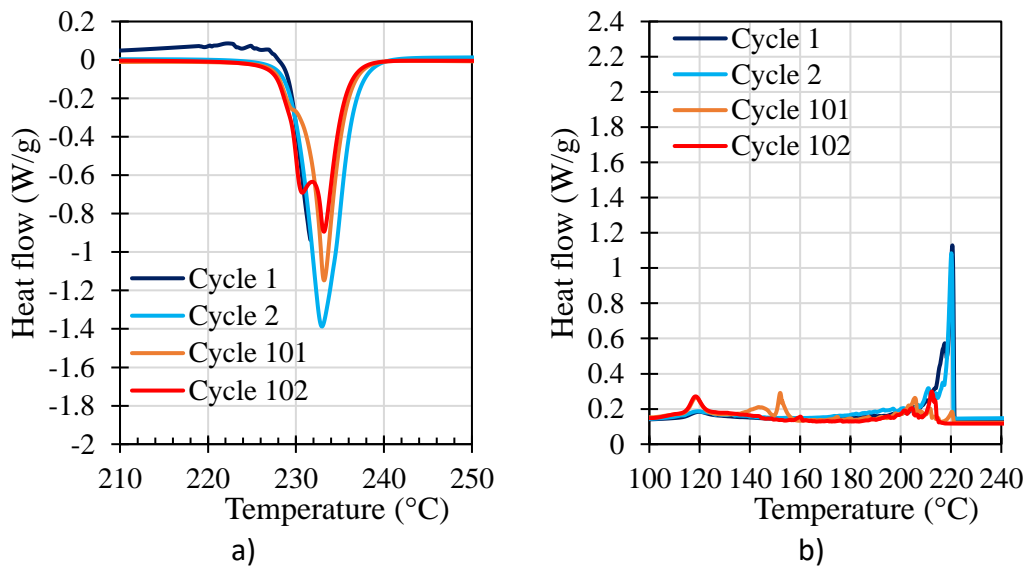 0.2
0
-0.2
-0.4
-0.6
-0.8
-1
-1.2
-1.4
-1.6
-1.8
-2
Heat flow (W/g)
Cycle 1
Cycle 2
Cycle 101
Cycle 102
210 220 230 240 250
Temperature (°C)
a)
2.4
2.2
2
1.8
1.6
1.4
1.2
1
0.8
0.6
0.4
0.2
0
Heat flow (W/g)
Cycle 1
Cycle 2
Cycle 101
Cycle 102
100 120 140 160 180 200 220 240
Temperature (°C)
b)